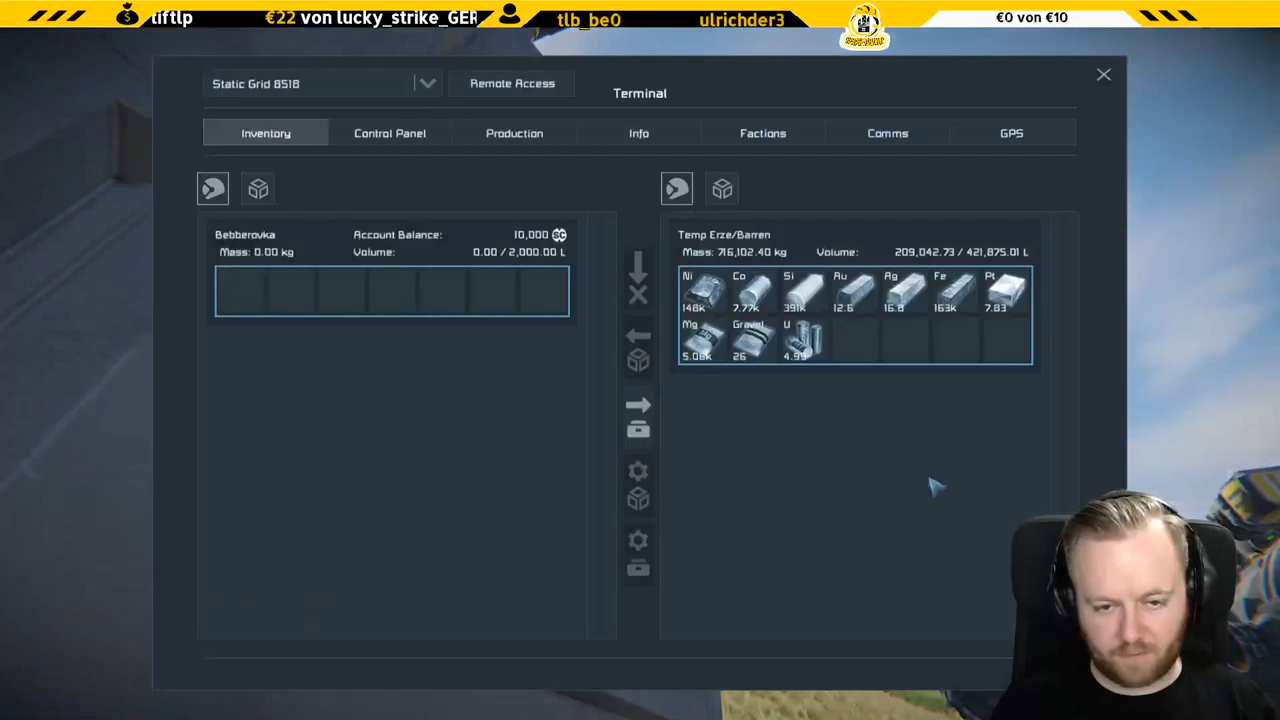 liftlp €22 von lucky_strike_GER tlb_be0 ulrichder3 €0 von €10
Static Grid 8518 Remote Access
Terminal
Inventory Control Panel Production Info Factions Comms GPS
Bebberovka Account Balance: 10,000 SC
Mass: 0.00 kg Volume: 0.00 / 2,000.00 L
Temp Erze/Barren
Mass: 716,102.40 kg Volume: 209,042.73 / 421,875.01 L
Ni Co Si Au Ag Fe Pt
148k 7.77k 391k 12.6 16.8 163k 7.83
Mg Gravel U
5.06k 26 4.95